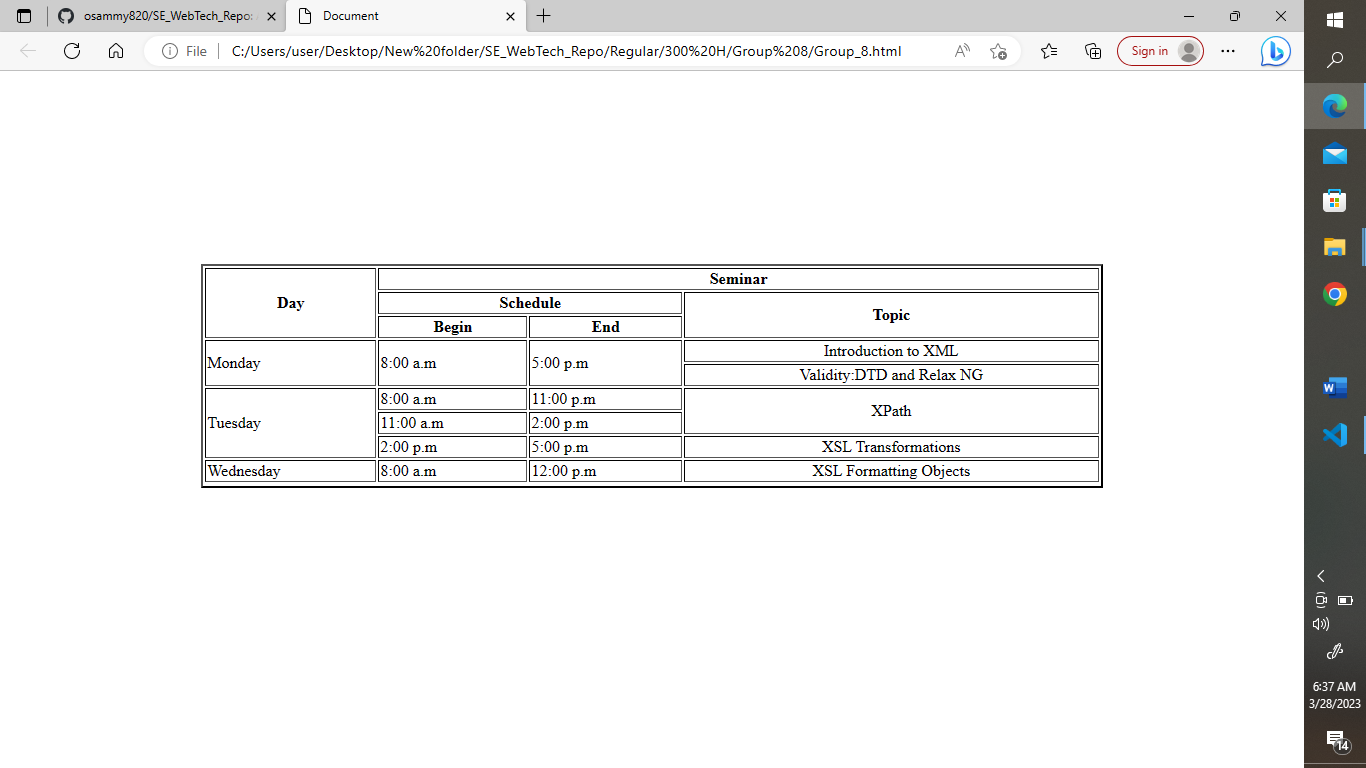 osammy820/SE_WebTech_Repo:
Document
File
C:/Users/user/Desktop/New%20folder/SE_WebTech_Repo/Regular/300%20H/Group%208/Group_8.html
Sign in
Day
Seminar
Schedule
Topic
Begin
End
Monday
8:00 a.m
5:00 p.m
Introduction to XML
Validity:DTD and Relax NG
Tuesday
8:00 a.m
11:00 p.m
XPath
11:00 a.m
2:00 p.m
2:00 p.m
5:00 p.m
XSL Transformations
Wednesday
8:00 a.m
12:00 p.m
XSL Formatting Objects
6:37 AM
3/28/2023
14